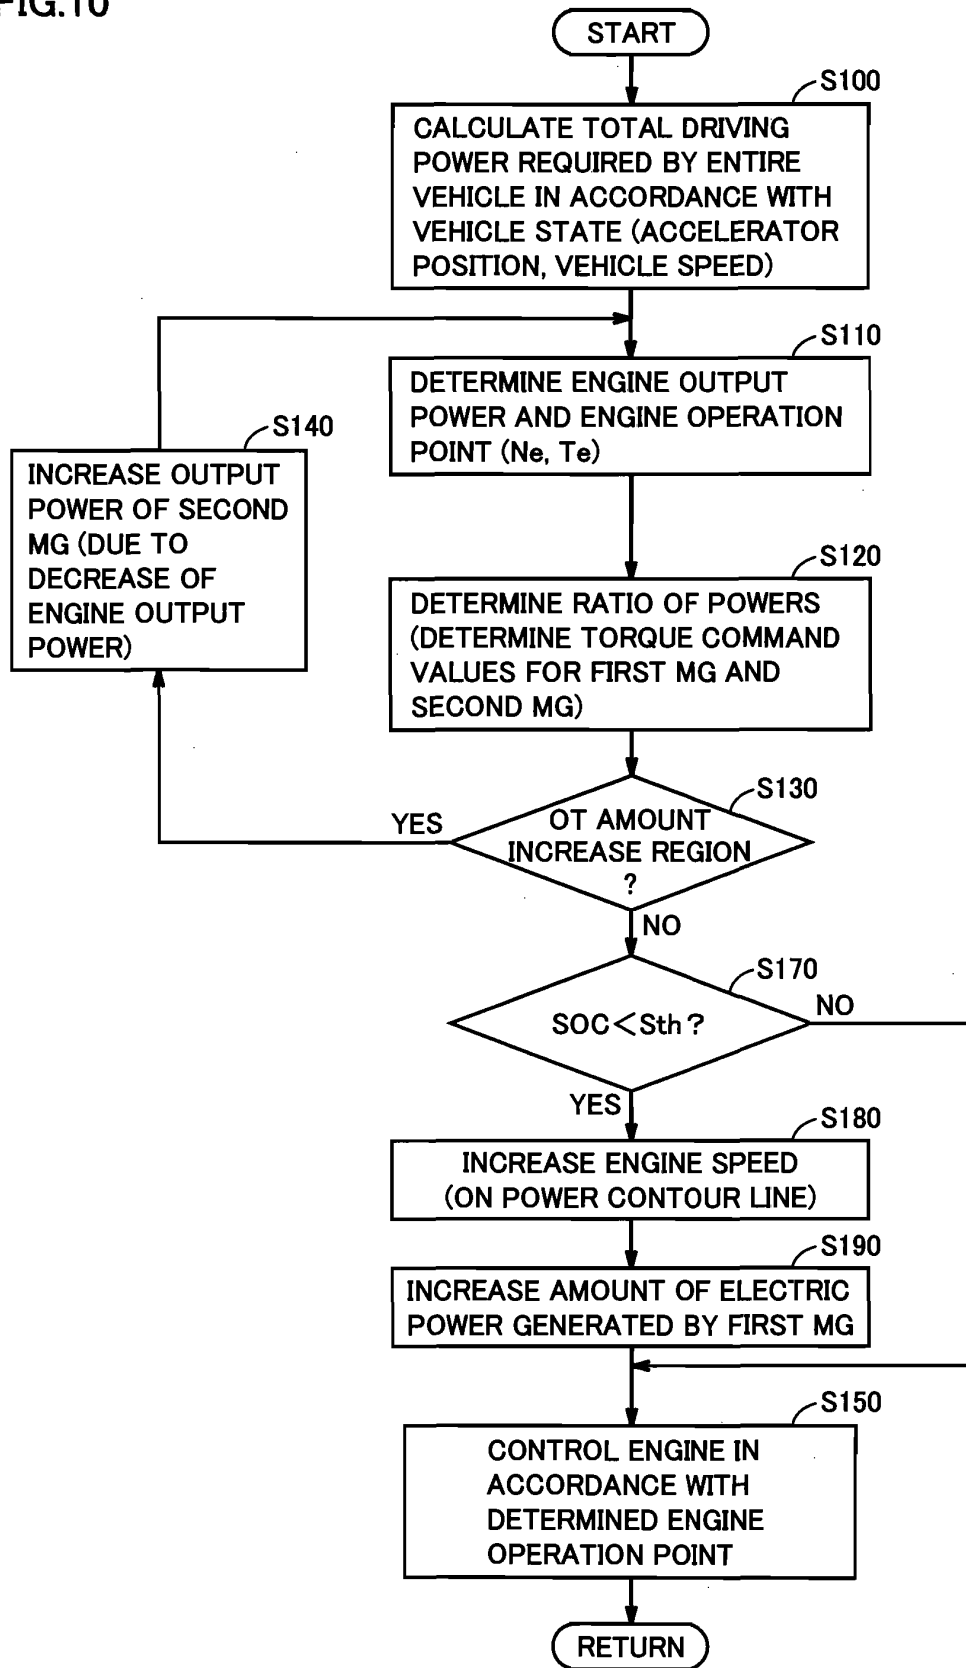 FIG.10
START
S100
CALCULATE TOTAL DRIVING
POWER REQUIRED BY ENTIRE
VEHICLE IN ACCORDANCE WITH
VEHICLE STATE (ACCELERATOR
POSITION, VEHICLE SPEED)
S110
DETERMINE ENGINE OUTPUT
POWER AND ENGINE OPERATION
POINT (Ne, Te)
S140
INCREASE OUTPUT
POWER OF SECOND
MG (DUE TO
DECREASE OF
ENGINE OUTPUT
POWER)
S120
DETERMINE RATIO OF POWERS
(DETERMINE TORQUE COMMAND
VALUES FOR FIRST MG AND
SECOND MG)
S130
YES
OT AMOUNT
INCREASE REGION
?
NO
S170
SOC<Sth?
NO
YES
S180
INCREASE ENGINE SPEED
(ON POWER CONTOUR LINE)
S190
INCREASE AMOUNT OF ELECTRIC
POWER GENERATED BY FIRST MG
S150
CONTROL ENGINE IN
ACCORDANCE WITH
DETERMINED ENGINE
OPERATION POINT
RETURN